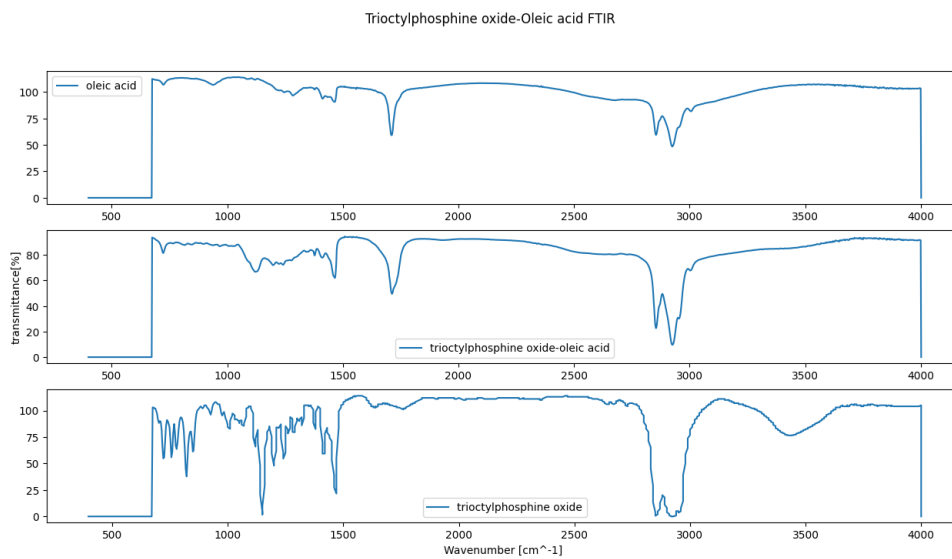 Trioctylphosphine oxide-Oleic acid FTIR
oleic acid
100
75
50
25
0
500 1000 1500 2000 2500 3000 3500 4000
transmittance[%]
80
60
40
20
0
trioctylphosphine oxide-oleic acid
500 1000 1500 2000 2500 3000 3500 4000
100
75
50
25
0
trioctylphosphine oxide
500 1000 1500 2000 2500 3000 3500 4000
Wavenumber [cm^-1]